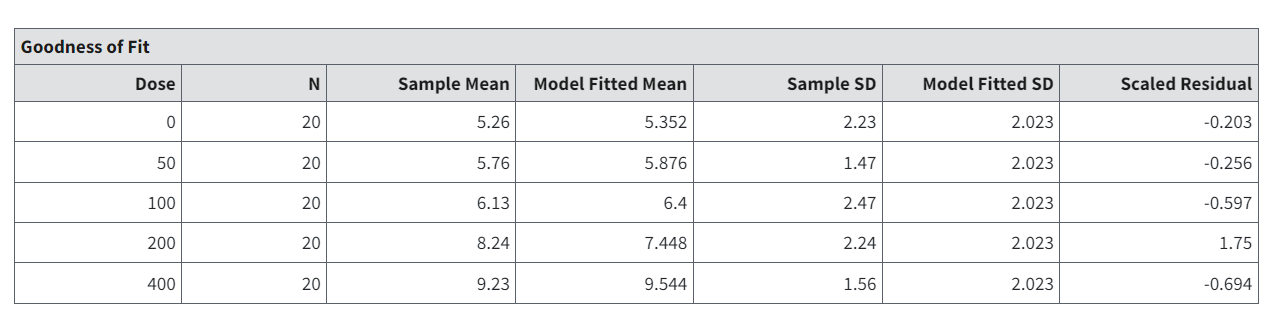 Goodness of Fit
Dose N Sample Mean Model Fitted Mean Sample SD Model Fitted SD Scaled Residual
0 20 5.26 5.352 2.23 2.023 -0.203
50 20 5.76 5.876 1.47 2.023 -0.256
100 20 6.13 6.4 2.47 2.023 -0.597
200 20 8.24 7.448 2.24 2.023 1.75
400 20 9.23 9.544 1.56 2.023 -0.694